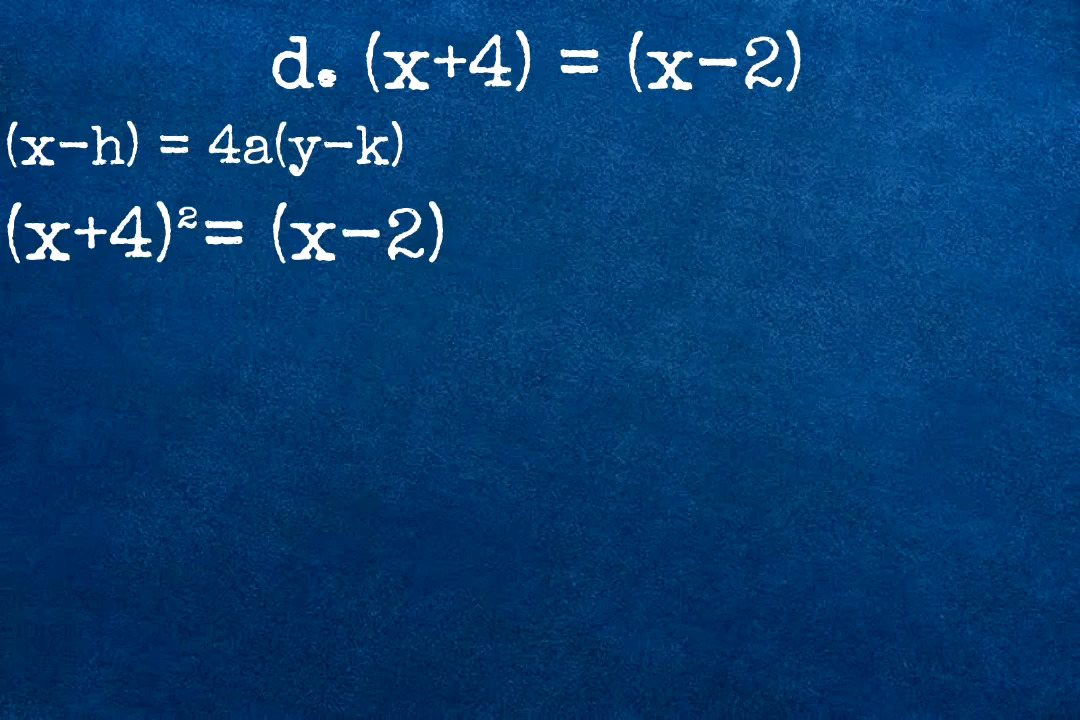 d. (x+4) = (x-2)
(x-h) = 4a(y-k)
(x+4)²= (x-2)